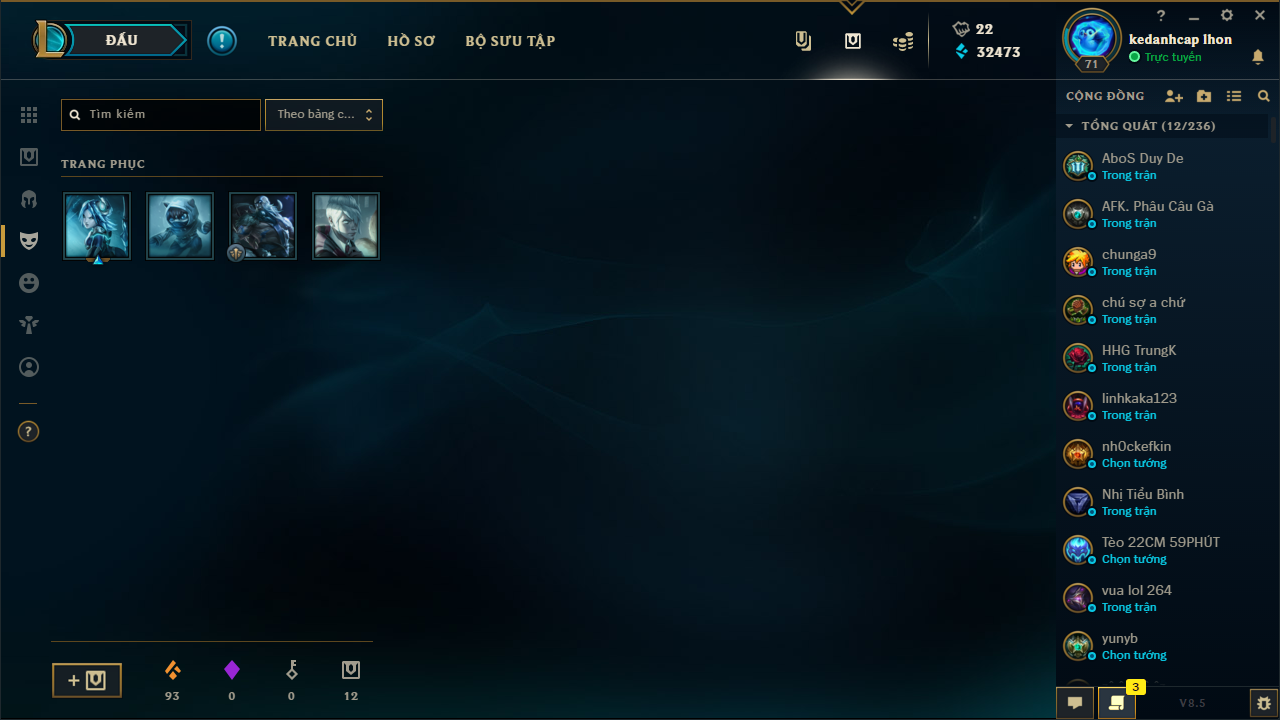 ĐẤU
TRANG CHỦ
HỒ SƠ
BỘ SƯU TẬP
22
32473
71
kedanhcap lhon
Trực tuyến
Tìm kiếm
Theo bảng c...
TRANG PHỤC
93
0
0
12
CỘNG ĐỒNG
TỔNG QUÁT (12/236)
AboS Duy De
Trong trận
AFK. Phâu Câu Gà
Trong trận
chunga9
Trong trận
chú sợ a chứ
Trong trận
HHG TrungK
Trong trận
linhkaka123
Trong trận
nh0ckefkin
Chọn tướng
Nhị Tiểu Bình
Trong trận
Tèo 22CM 59PHÚT
Chọn tướng
vua lol 264
Trong trận
yunyb
Chọn tướng
3
V8.5